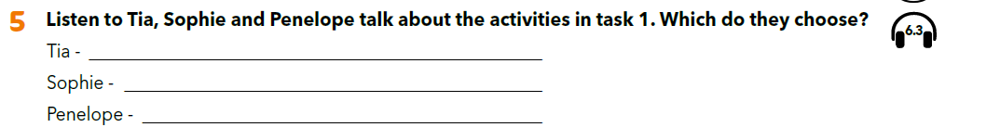 5 Listen to Tia, Sophie and Penelope talk about the activities in task 1. Which do they choose?
6.3
Tia -
Sophie -
Penelope -